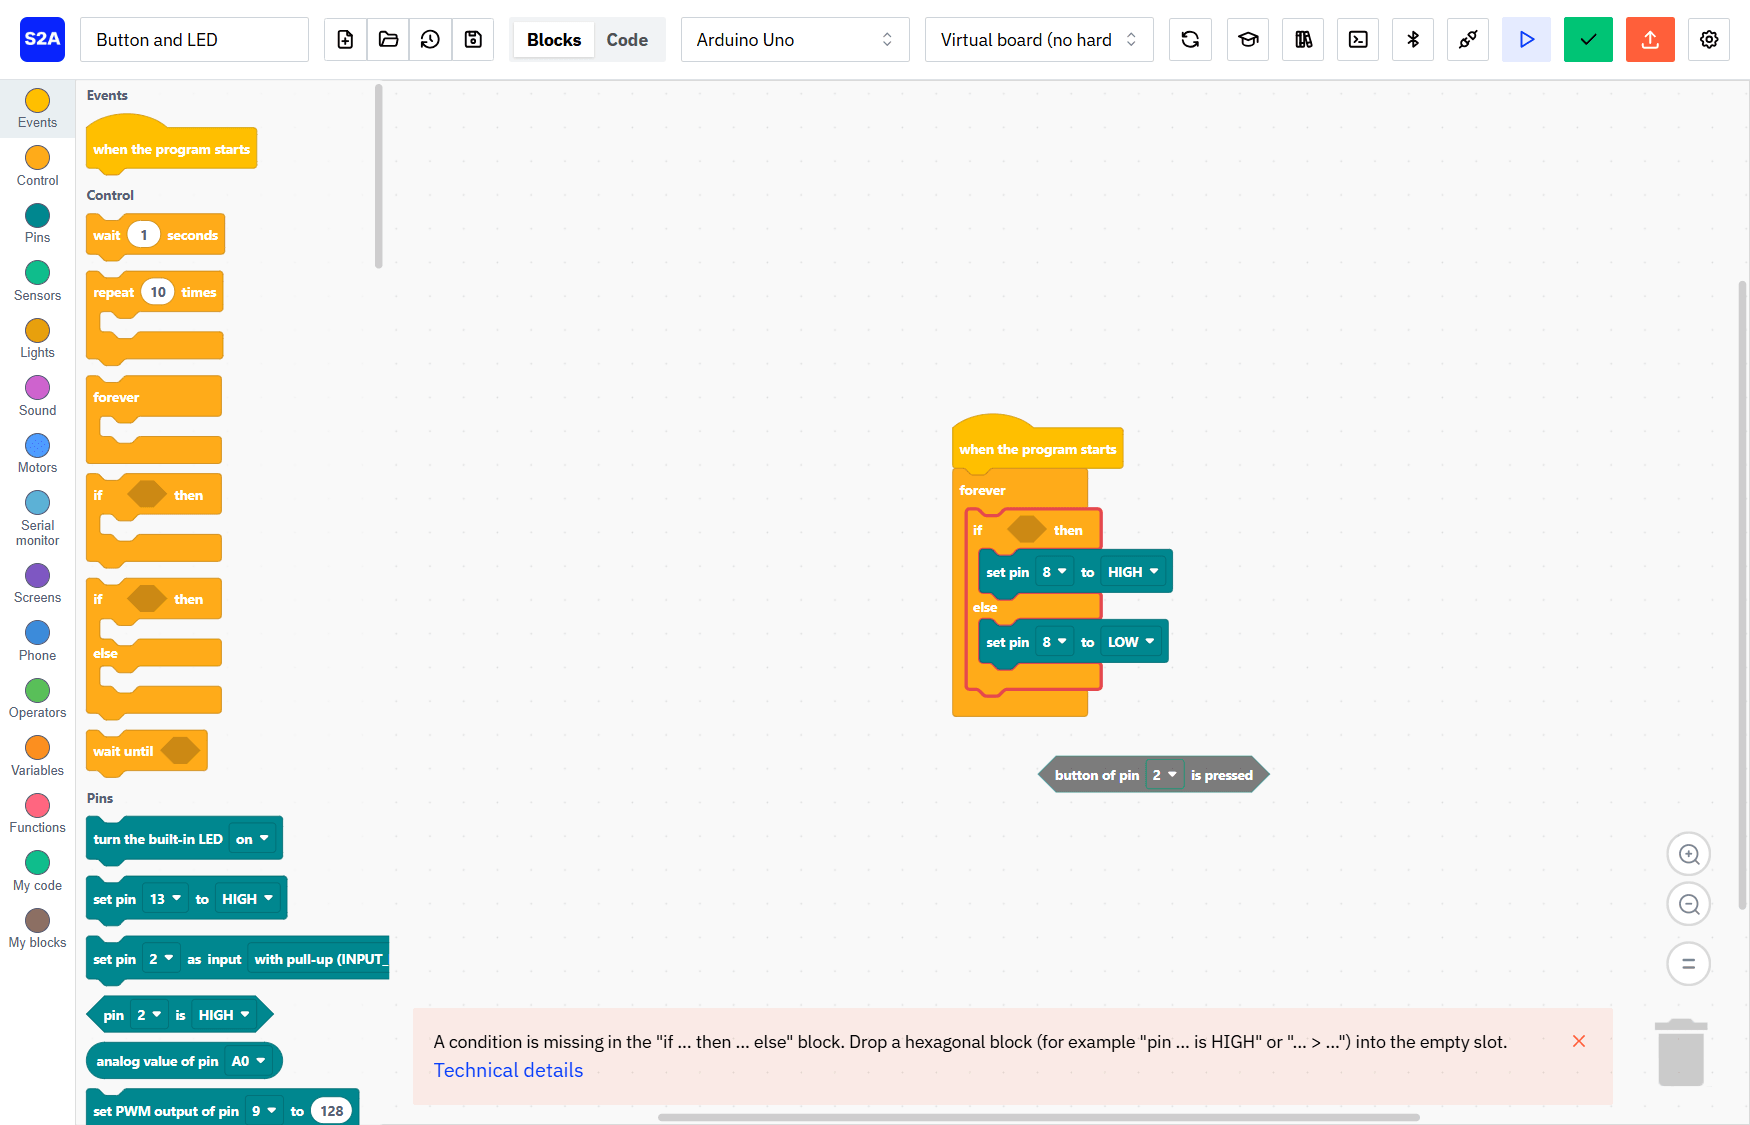 S2A
Button and LED
Blocks
Code
Arduino Uno
Virtual board (no hard
Events
Control
Pins
Sensors
Lights
Sound
Motors
Serial
monitor
Screens
Phone
Operators
Variables
Functions
My code
My blocks
Events
when the program starts
Control
wait 1 seconds
repeat 10 times
forever
if then
if then
else
wait until
Pins
turn the built-in LED on
set pin 13 to HIGH
set pin 2 as input with pull-up (INPUT_
pin 2 is HIGH
analog value of pin A0
set PWM output of pin 9 to 128
when the program starts
forever
if then
set pin 8 to HIGH
else
set pin 8 to LOW
button of pin 2 is pressed
A condition is missing in the "if ... then ... else" block. Drop a hexagonal block (for example "pin ... is HIGH" or "... > ...") into the empty slot.
Technical details